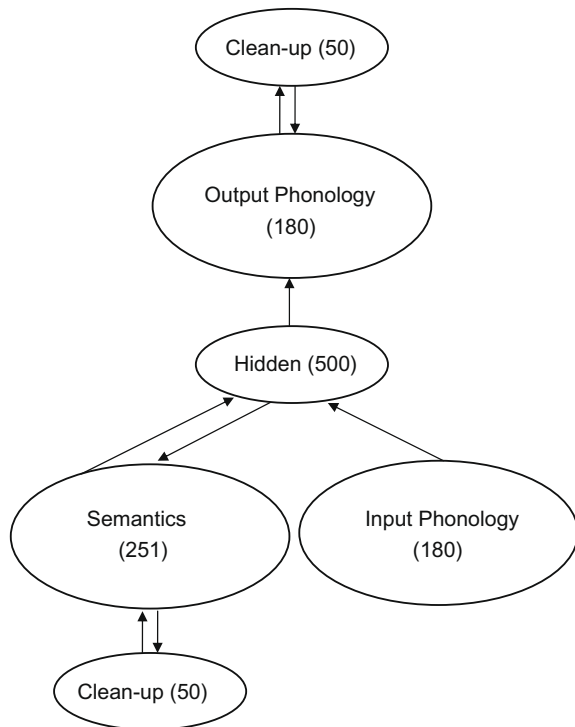 Clean-up (50)
Output Phonology
(180)
Hidden (500)
Semantics
(251)
Input Phonology
(180)
Clean-up (50)